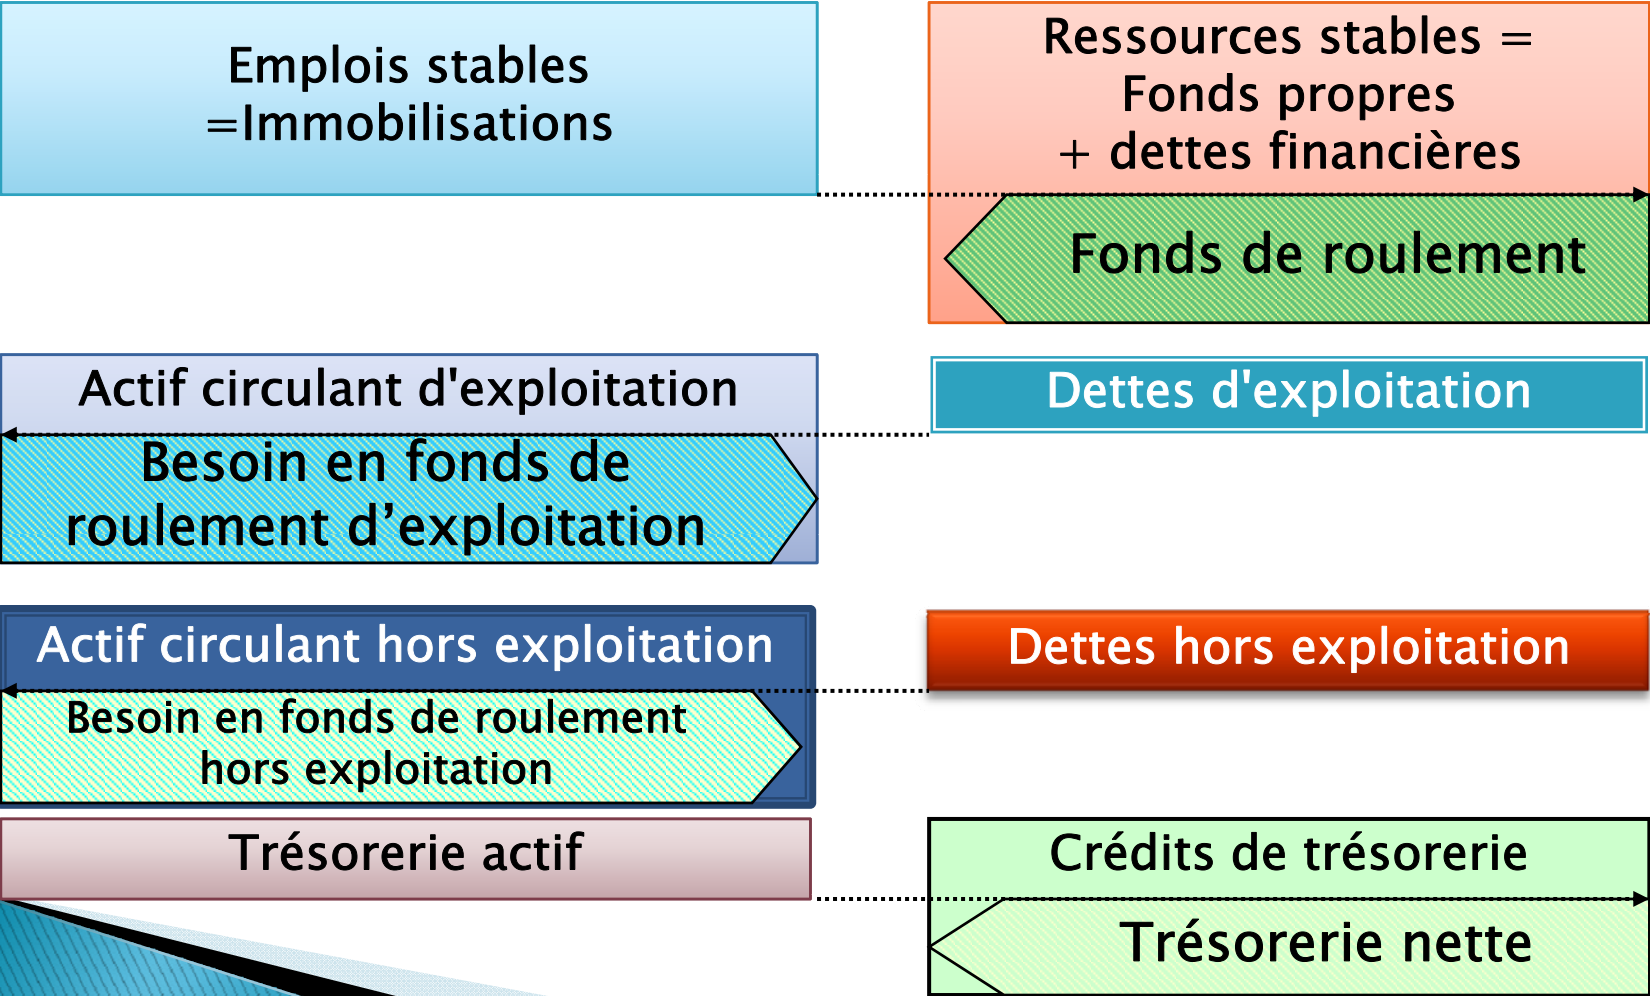 Emplois stables
=Immobilisations
Ressources stables =
Fonds propres
+ dettes financières
Fonds de roulement
Actif circulant d'exploitation
Dettes d'exploitation
Besoin en fonds de
roulement d’exploitation
Actif circulant hors exploitation
Dettes hors exploitation
Besoin en fonds de roulement
hors exploitation
Trésorerie actif
Crédits de trésorerie
Trésorerie nette